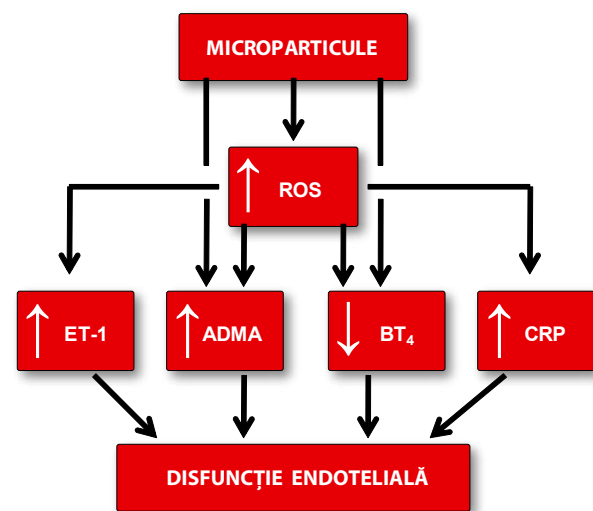 MICROPARTICULE
↑ ROS
↑ ET-1
↑ ADMA
↓ BT₄
↑ CRP
DISFUNCȚIE ENDOTELIALĂ